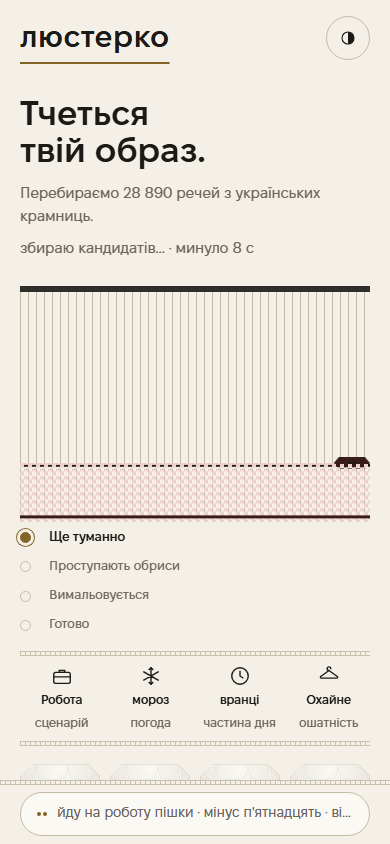 люстерко
Тчеться
твій образ.
Перебираємо 28 890 речей з українських
крамниць.
збираю кандидатів… · минуло 8 с
Ще туманно
Проступають обриси
Вимальовується
Готово
Робота мороз вранці Охайне
сценарій погода частина дня ошатність
йду на роботу пішки · мінус п'ятнадцять · ві…